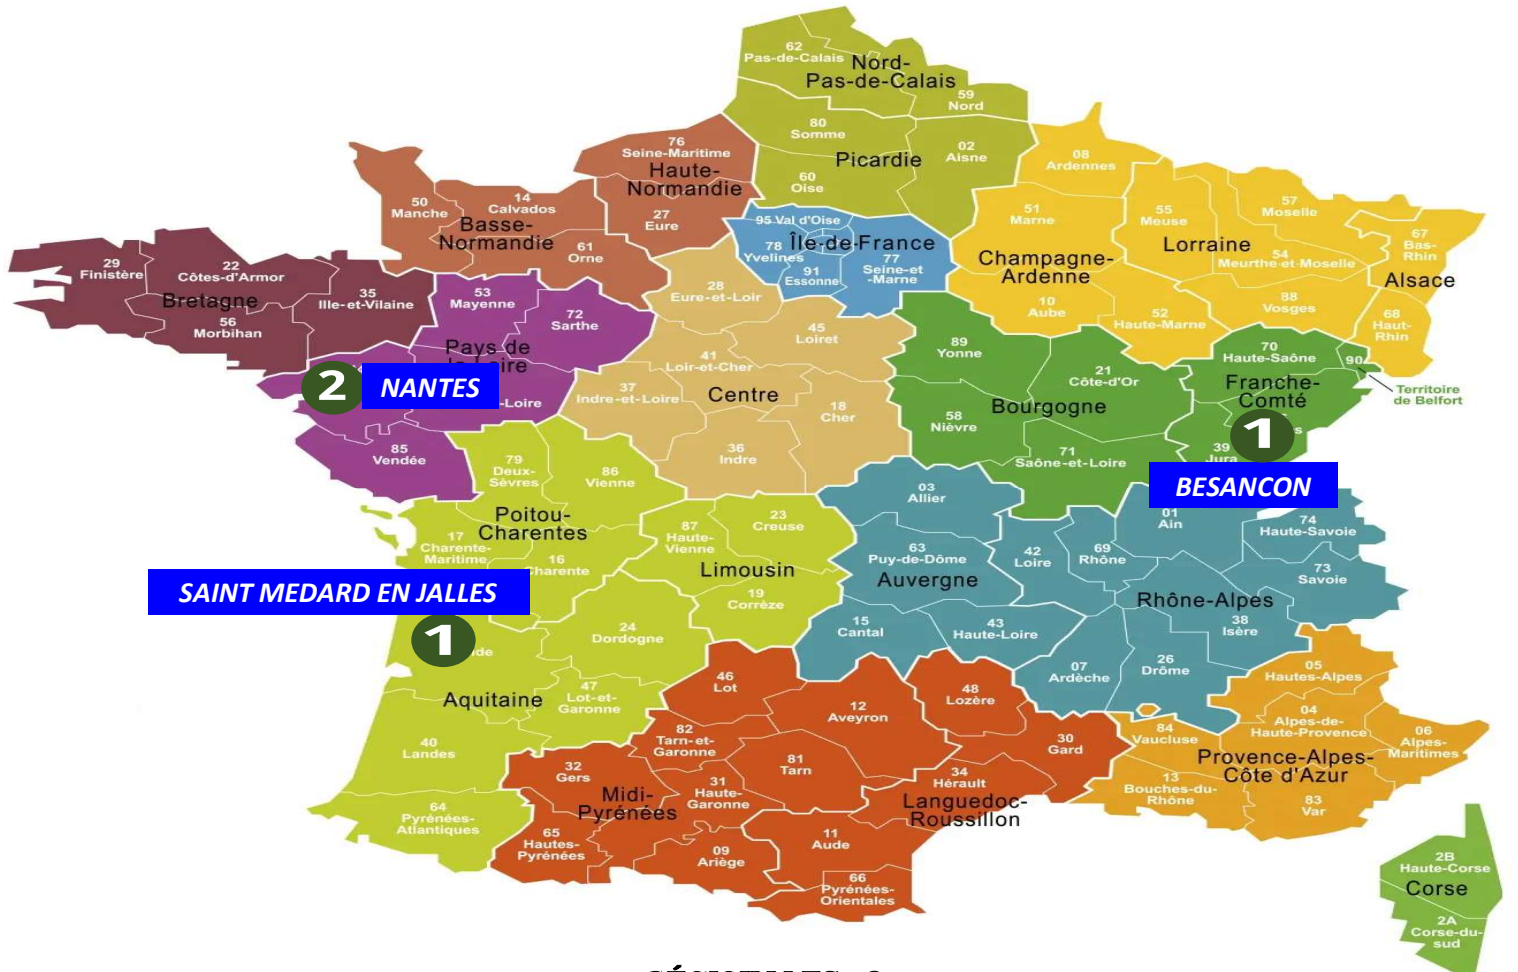 62
Pas-de-Calais
Nord-
Pas-de-Calais
59
Nord
80
Somme
Picardie
02
Aisne
60
Oise
76
Seine-Maritime
Haute-
Normandie
27
Eure
50
Manche
14
Calvados
Basse-
Normandie
61
Orne
08
Ardennes
51
Marne
Champagne-
Ardenne
10
Aube
52
Haute-Marne
55
Meuse
57
Moselle
Lorraine
54
Meurthe-et-Moselle
88
Vosges
67
Bas-
Rhin
Alsace
68
Haut-
Rhin
95 Val d'Oise
78
Yvelines
Île-de-France
91
Essonne
77
Seine-et
-Marne
29
Finistère
22
Côtes-d'Armor
Bretagne
35
Ille-et-Vilaine
56
Morbihan
53
Mayenne
72
Sarthe
Pays de
ire
2
NANTES
-Loire
85
Vendée
28
Eure-et-Loir
45
Loiret
41
Loir-et-Cher
37
Indre-et-Loire
Centre
18
Cher
36
Indre
89
Yonne
21
Côte-d'Or
Bourgogne
58
Nièvre
71
Saône-et-Loire
70
Haute-Saône
90
Territoire
de Belfort
Franche-
Comté
1
s
39
Jura
BESANCON
79
Deux-
Sèvres
86
Vienne
Poitou-
Charentes
17
Charente-
Maritime
16
Charente
87
Haute-
Vienne
23
Creuse
Limousin
19
Corrèze
03
Allier
63
Puy-de-Dôme
Auvergne
15
Cantal
43
Haute-Loire
42
Loire
69
Rhône
01
Ain
74
Haute-Savoie
73
Savoie
Rhône-Alpes
38
Isère
26
Drôme
07
Ardèche
SAINT MEDARD EN JALLES
1
de
24
Dordogne
Aquitaine
47
Lot-et-
Garonne
40
Landes
64
Pyrénées-
Atlantiques
46
Lot
12
Aveyron
82
Tarn-et-
Garonne
81
Tarn
32
Gers
31
Haute-
Garonne
Midi-
Pyrénées
65
Hautes-
Pyrénées
09
Ariège
48
Lozère
30
Gard
34
Hérault
Languedoc-
Roussillon
11
Aude
66
Pyrénées-
Orientales
05
Hautes-Alpes
04
Alpes-de-
Haute-Provence
06
Alpes-
Maritimes
84
Vaucluse
Provence-Alpes-
Côte d'Azur
13
Bouches-du-
Rhône
83
Var
2B
Haute-Corse
Corse
2A
Corse-du-
sud